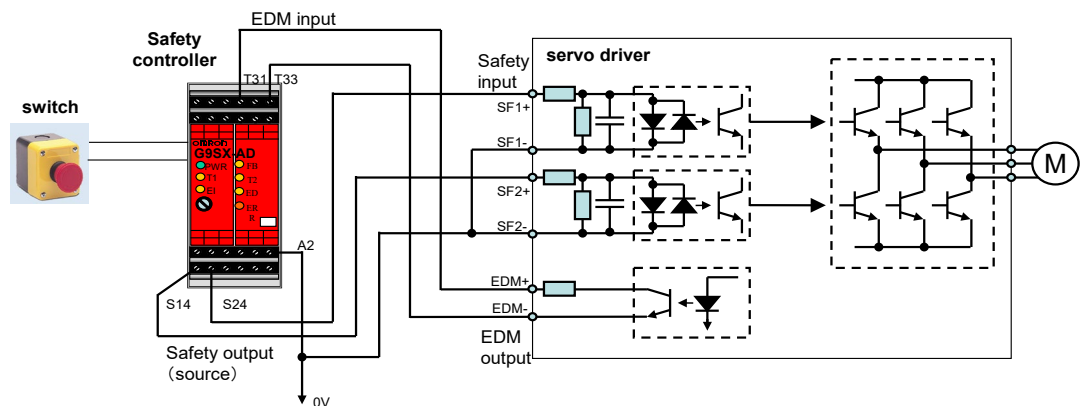 EDM input
Safety
controller
T31 T33
switch
omron
G9SX-AD
PWR
FB
T1
T2
EI
ED
ER
R
A2
S14
S24
Safety output
（source）
0V
servo driver
Safety
input
SF1+
SF1-
SF2+
SF2-
EDM+
EDM-
EDM
output
M